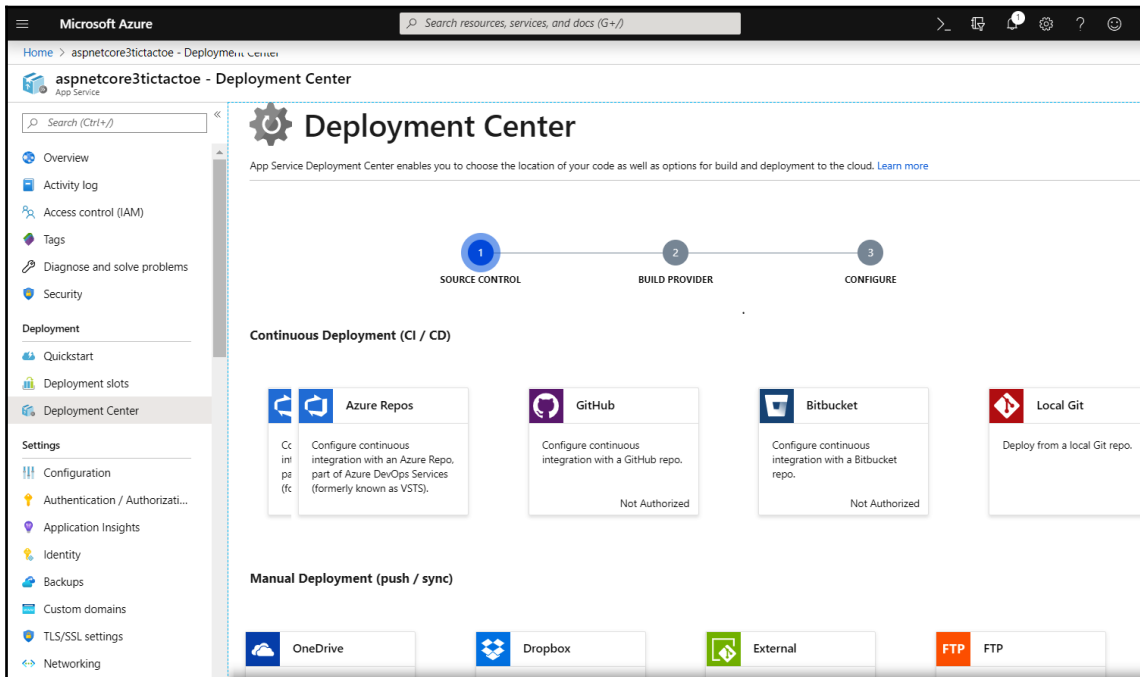 Microsoft Azure
Search resources, services, and docs (G+/)
1
Home > aspnetcore3tictactoe - Deployment Center
aspnetcore3tictactoe - Deployment Center
App Service
Search (Ctrl+/)
«
Overview
Activity log
Access control (IAM)
Tags
Diagnose and solve problems
Security
Deployment
Quickstart
Deployment slots
Deployment Center
Settings
Configuration
Authentication / Authorizati...
Application Insights
Identity
Backups
Custom domains
TLS/SSL settings
Networking
Deployment Center
App Service Deployment Center enables you to choose the location of your code as well as options for build and deployment to the cloud. Learn more
1 2 3
SOURCE CONTROL BUILD PROVIDER CONFIGURE
Continuous Deployment (CI / CD)
Azure Repos
Configure continuous
integration with an Azure Repo,
part of Azure DevOps Services
(formerly known as VSTS).
GitHub
Configure continuous
integration with a GitHub repo.
Not Authorized
Bitbucket
Configure continuous
integration with a Bitbucket
repo.
Not Authorized
Local Git
Deploy from a local Git repo.
Manual Deployment (push / sync)
OneDrive
Dropbox
External
FTP FTP